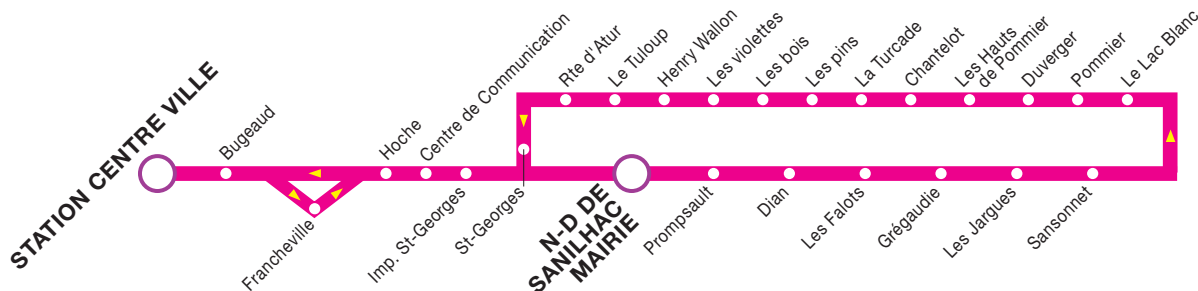 STATION CENTRE VILLE
Bugeaud
Francheville
Hoche
Centre de Communication
Imp. St-Georges
St-Georges
Rte d'Atur
Le Tuloup
Henry Wallon
Les violettes
Les bois
Les pins
La Turcade
Chantelot
Les Hauts
de Pommier
Duverger
Pommier
Le Lac Blanc
N-D DE
SANILHAC
MAIRIE
Prompsault
Dian
Les Falots
Grégaudie
Les Jargues
Sansonnet